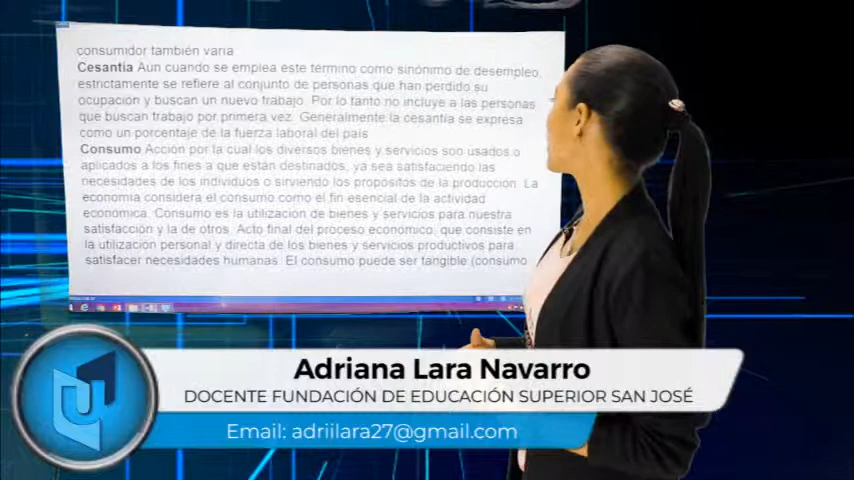 consumidor también varia
Cesantia Aun cuando se emplea este término como sinónimo de desempleo,
estrictamente se refiere al conjunto de personas que han perdido su
ocupación y buscan un nuevo trabajo. Por lo tanto no incluye a las personas
que buscan trabajo por primera vez. Generalmente la cesantia se expresa
como un porcentaje de la fuerza laboral del país
Consumo Acción por la cual los diversos bienes y servicios son usados o
aplicados a los fines a que están destinados, ya sea satisfaciendo las
necesidades de los individuos o sirviendo los propósitos de la producción. La
economía considera el consumo como el fin esencial de la actividad
económica. Consumo es la utilización de bienes y servicios para nuestra
satisfacción y la de otros. Acto final del proceso económico, que consiste en
la utilización personal y directa de los bienes y servicios productivos para
satisfacer necesidades humanas. El consumo puede ser tangible (consumo
Adriana Lara Navarro
DOCENTE FUNDACIÓN DE EDUCACIÓN SUPERIOR SAN JOSÉ
Email: adriilara27@gmail.com